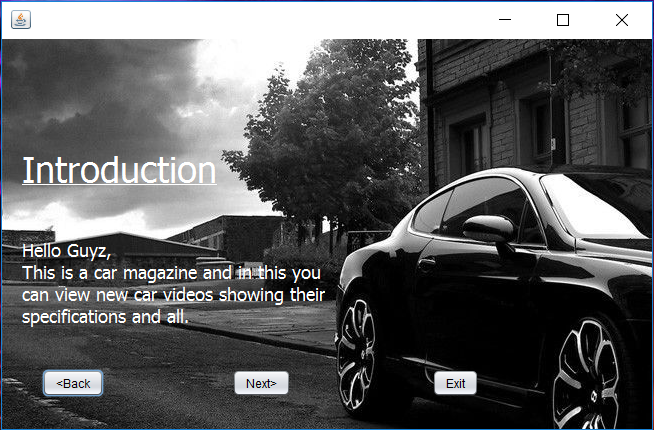 Introduction
Hello Guyz,
This is a car magazine and in this you
can view new car videos showing their
specifications and all.
<Back
Next>
Exit